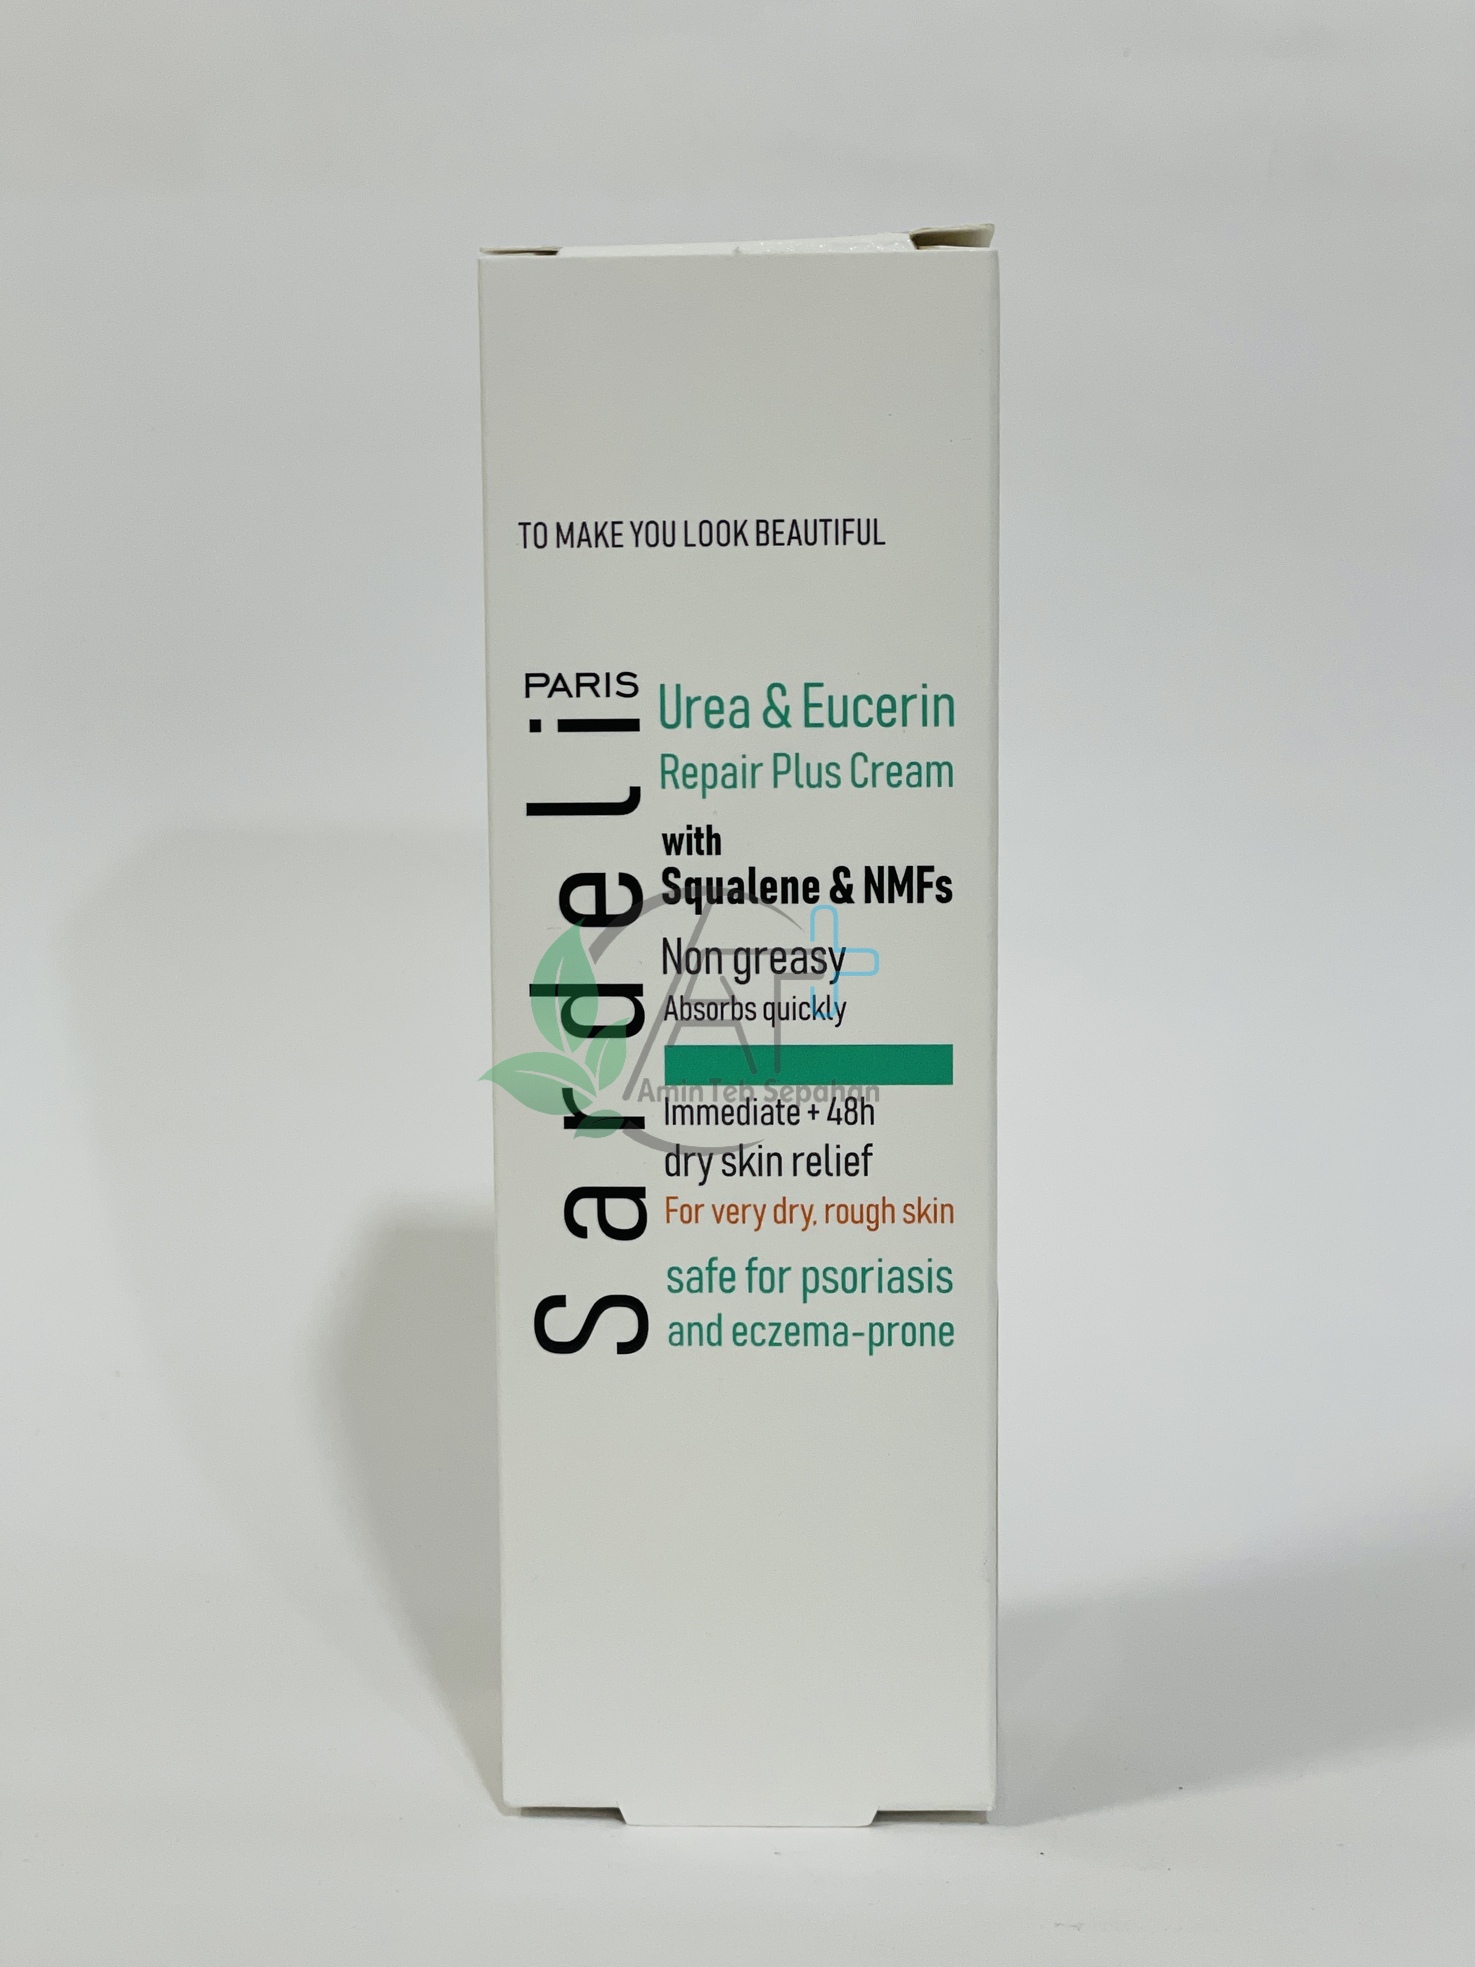 TO MAKE YOU LOOK BEAUTIFUL
PARIS
Sardeli
Urea & Eucerin
Repair Plus Cream
with
Squalene & NMFs
Non greasy
Absorbs quickly
Immediate + 48h
dry skin relief
For very dry, rough skin
safe for psoriasis
and eczema-prone
AT
Amin Teb Sepahan